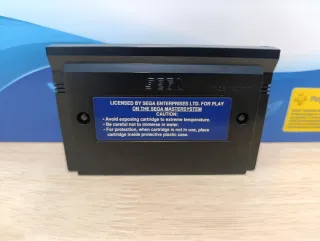 SEGA
LICENSED BY SEGA ENTERPRISES LTD. FOR PLAY
ON THE SEGA MASTERSYSTEM
CAUTION:
• Avoid exposing cartridge to extreme temperature.
• Be careful not to immerse in water.
• For protection, when cartridge is not in use, place
cartridge inside protective plastic case.